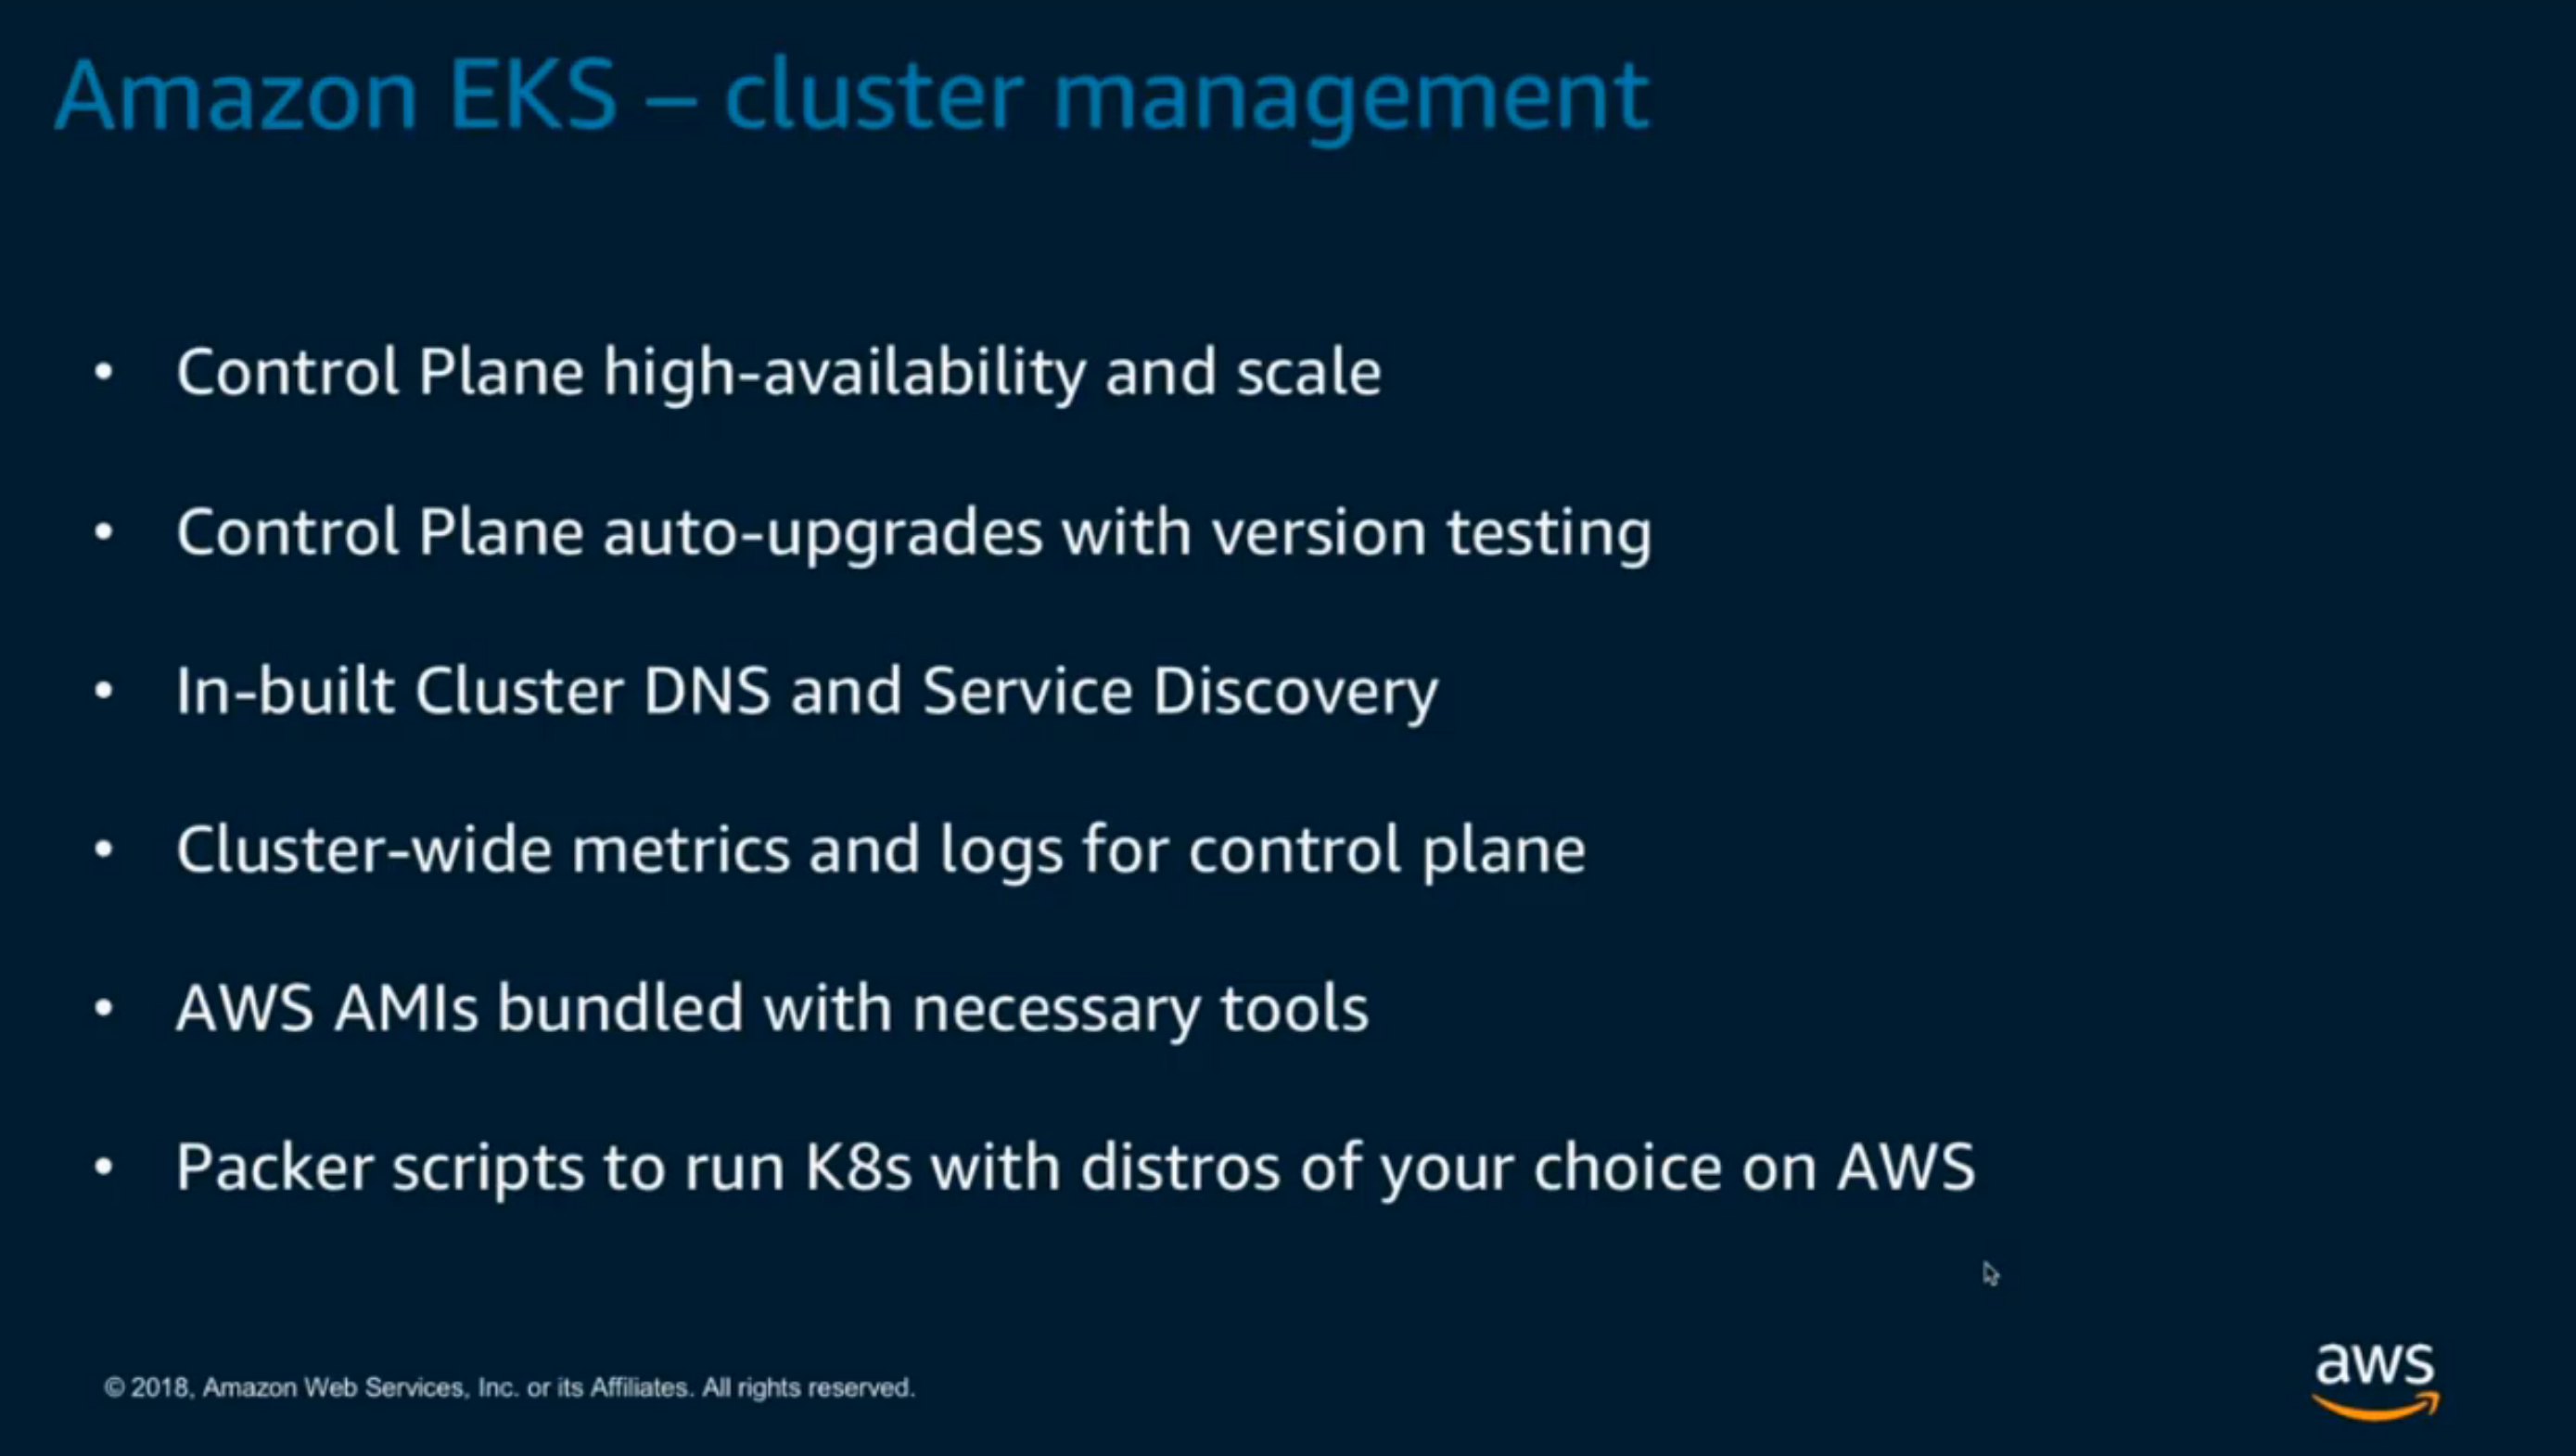 Amazon EKS – cluster management
• Control Plane high-availability and scale
• Control Plane auto-upgrades with version testing
• In-built Cluster DNS and Service Discovery
• Cluster-wide metrics and logs for control plane
• AWS AMIs bundled with necessary tools
• Packer scripts to run K8s with distros of your choice on AWS
© 2018, Amazon Web Services, Inc. or its Affiliates. All rights reserved.
aws